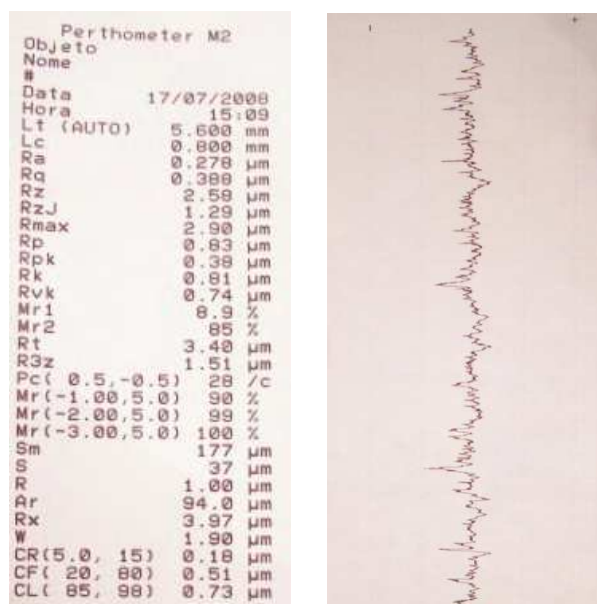 Perthometer M2
Objeto
Nome
#
Data 17/07/2008
Hora 15:09
Lt (AUTO) 5.600 mm
Lc 0.800 mm
Ra 0.278 µm
Rq 0.388 µm
Rz 2.58 µm
RzJ 1.29 µm
Rmax 2.90 µm
Rp 0.83 µm
Rpk 0.38 µm
Rk 0.81 µm
Rvk 0.74 µm
Mr1 8.9 %
Mr2 85 %
Rt 3.40 µm
R3z 1.51 µm
Pc( 0.5,-0.5) 28 /c
Mr(-1.00,5.0) 90 %
Mr(-2.00,5.0) 99 %
Mr(-3.00,5.0) 100 %
Sm 177 µm
S 37 µm
R 1.00 µm
Ar 94.0 µm
Rx 3.97 µm
W 1.90 µm
CR(5.0, 15) 0.18 µm
CF( 20, 80) 0.51 µm
CL( 85, 98) 0.73 µm